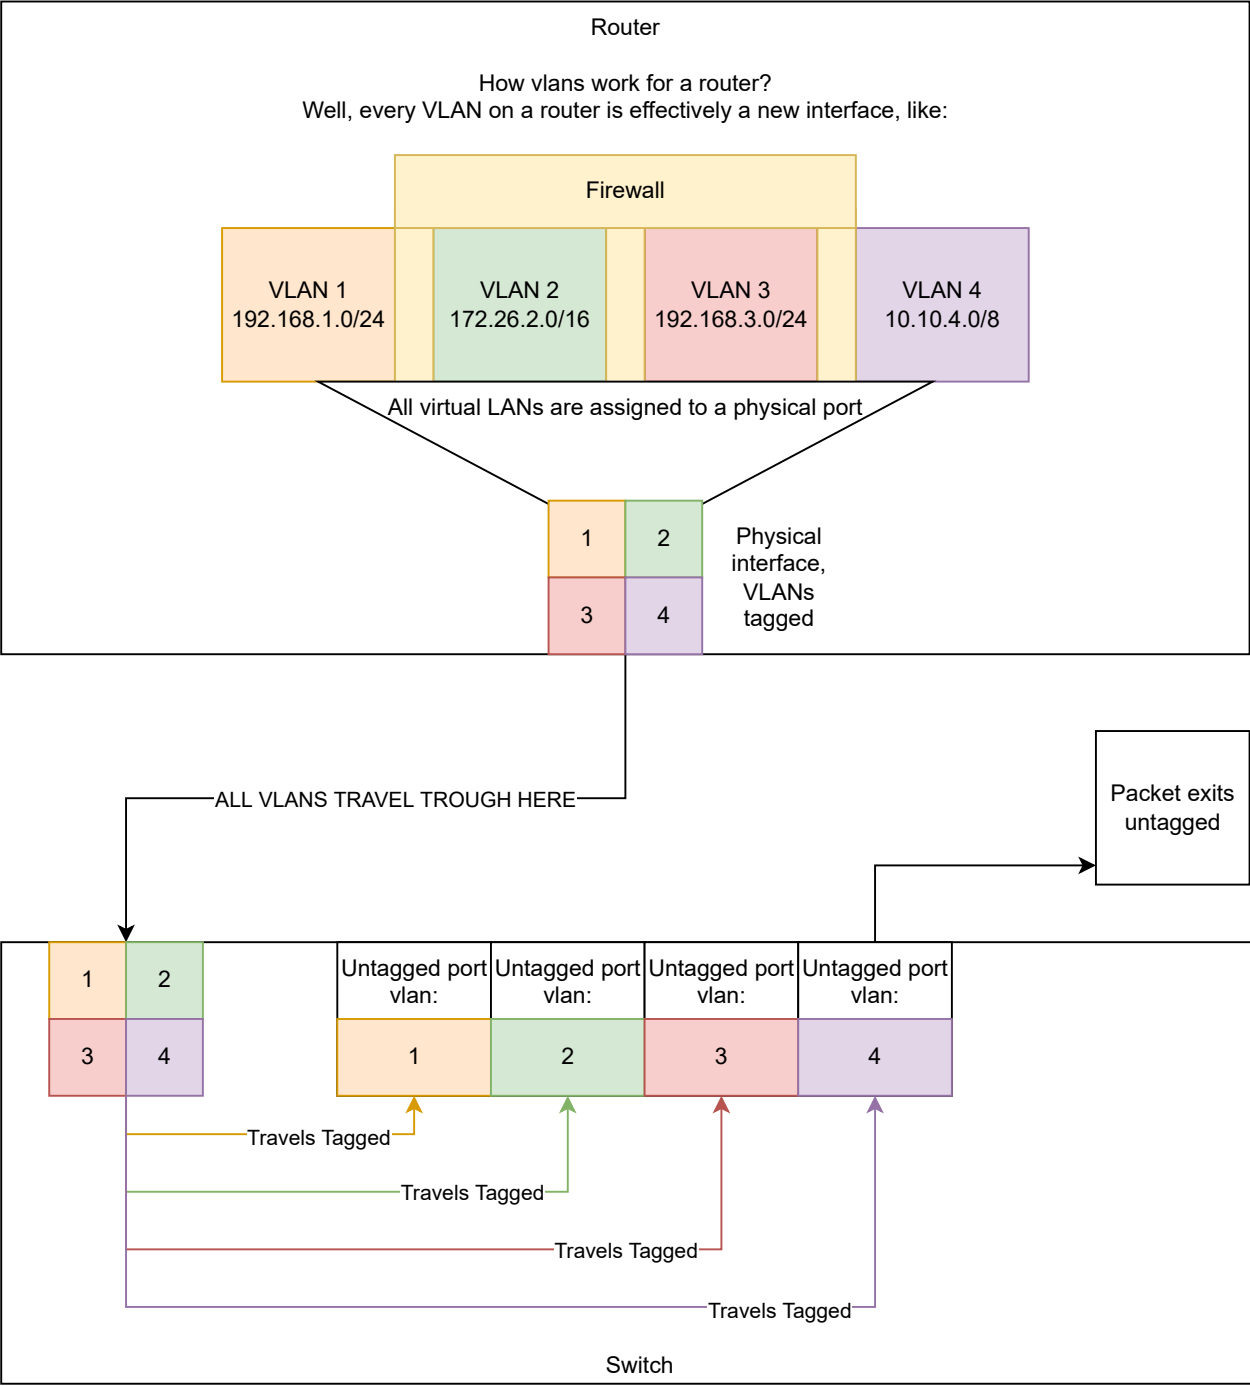 Router
How vlans work for a router?
Well, every VLAN on a router is effectively a new interface, like:
Firewall
VLAN 1
192.168.1.0/24
VLAN 2
172.26.2.0/16
VLAN 3
192.168.3.0/24
VLAN 4
10.10.4.0/8
All virtual LANs are assigned to a physical port
1
2
3
4
Physical
interface,
VLANs
tagged
ALL VLANS TRAVEL TROUGH HERE
Packet exits
untagged
1
2
3
4
Untagged port
vlan:
1
Untagged port
vlan:
2
Untagged port
vlan:
3
Untagged port
vlan:
4
Travels Tagged
Travels Tagged
Travels Tagged
Travels Tagged
Switch